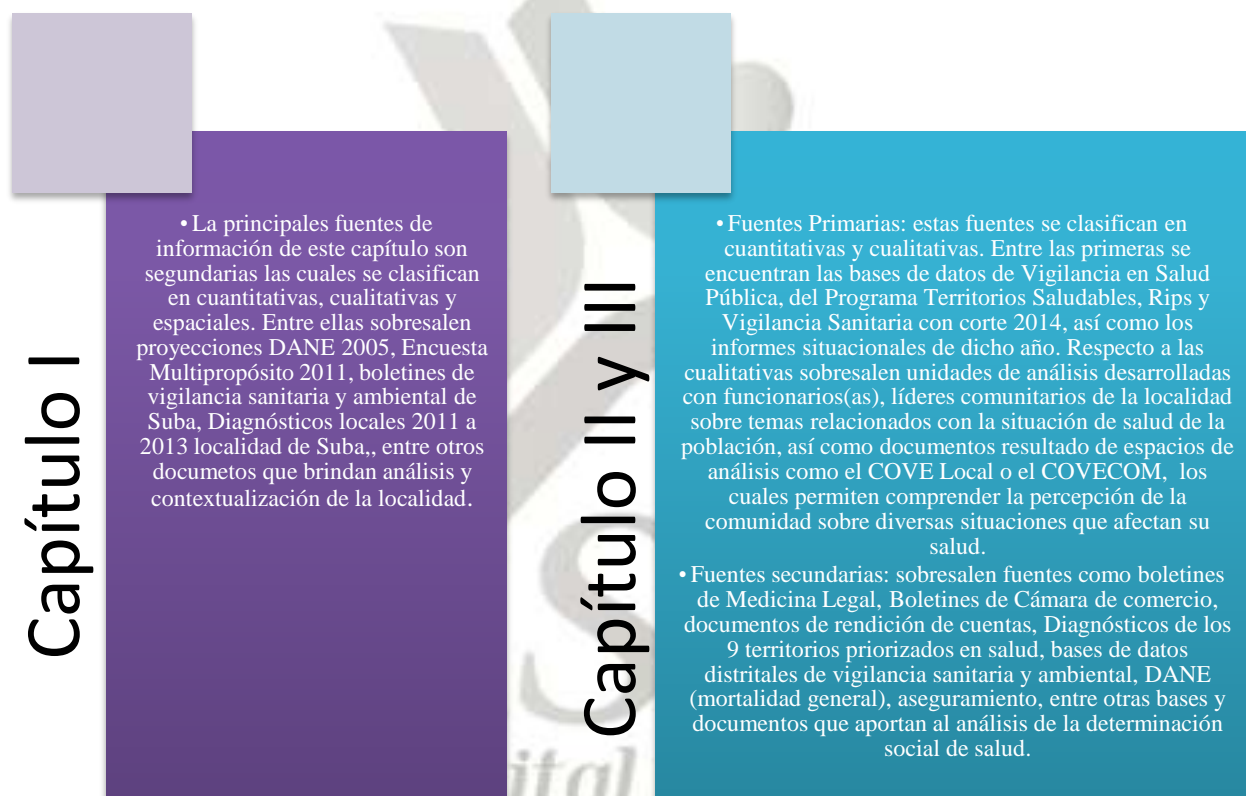 Capítulo I
• La principales fuentes de
información de este capítulo son
segundarias las cuales se clasifican
en cuantitativas, cualitativas y
espaciales. Entre ellas sobresalen
proyecciones DANE 2005, Encuesta
Multipropósito 2011, boletines de
vigilancia sanitaria y ambiental de
Suba, Diagnósticos locales 2011 a
2013 localidad de Suba,, entre otros
documetos que brindan análisis y
contextualización de la localidad.
Capítulo II y III
• Fuentes Primarias: estas fuentes se clasifican en
cuantitativas y cualitativas. Entre las primeras se
encuentran las bases de datos de Vigilancia en Salud
Pública, del Programa Territorios Saludables, Rips y
Vigilancia Sanitaria con corte 2014, así como los
informes situacionales de dicho año. Respecto a las
cualitativas sobresalen unidades de análisis desarrolladas
con funcionarios(as), líderes comunitarios de la localidad
sobre temas relacionados con la situación de salud de la
población, así como documentos resultado de espacios de
análisis como el COVE Local o el COVECOM, los
cuales permiten comprender la percepción de la
comunidad sobre diversas situaciones que afectan su
salud.
• Fuentes secundarias: sobresalen fuentes como boletines
de Medicina Legal, Boletines de Cámara de comercio,
documentos de rendición de cuentas, Diagnósticos de los
9 territorios priorizados en salud, bases de datos
distritales de vigilancia sanitaria y ambiental, DANE
(mortalidad general), aseguramiento, entre otras bases y
documentos que aportan al análisis de la determinación
social de salud.